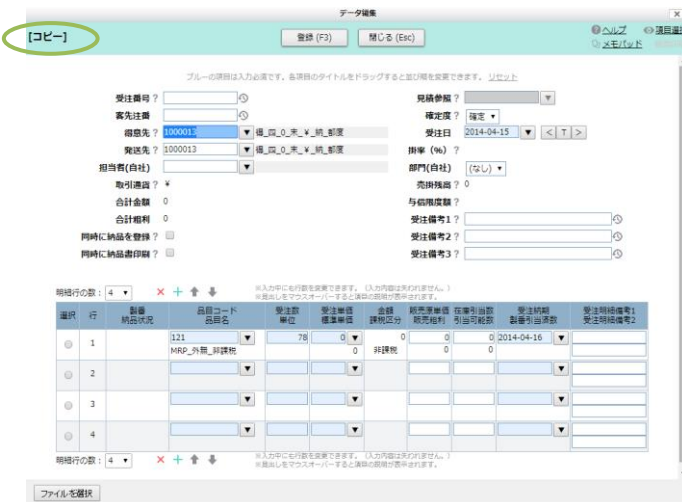 データ編集
[コピー]
登録 (F3)
閉じる (Esc)
ヘルプ
項目選
メモパッド
ブルーの項目は入力必須です。各項目のタイトルをドラッグすると並び順を変更できます。 リセット
受注番号 ?
見積参照 ?
客先注番
確定度 ? 確定
得意先 ? 1000013
受注日 2014-04-15 < T >
発送先 ? 1000013
掛率(%) ?
担当者(自社)
部門(自社) (なし)
取引通貨 ? ¥
売掛残高 ? 0
合計金額 0
与信限度額 ?
合計粗利 0
受注備考1 ?
同時に納品を登録 ?
受注備考2 ?
同時に納品書印刷 ?
受注備考3 ?
明細行の数: 4
※入力中にも行数を変更できます。(入力内容は失われません。)
※見出しをマウスオーバーすると項目の説明が表示されます。
選択 行 製番 品目コード 受注数 受注単価 金額 販売原単価 在庫引当数 受注納期 受注明細備考1
納品状況 品目名 単位 標準単価 課税区分 販売粗利 引当可能数 製番引当済数 受注明細備考2
1 121 78 0 0 0 0 2014-04-16
MRP_外無_非課税 0 非課税 0 0
2
3
4
明細行の数: 4
※入力中にも行数を変更できます。(入力内容は失われません。)
※見出しをマウスオーバーすると項目の説明が表示されます。
ファイルを選択